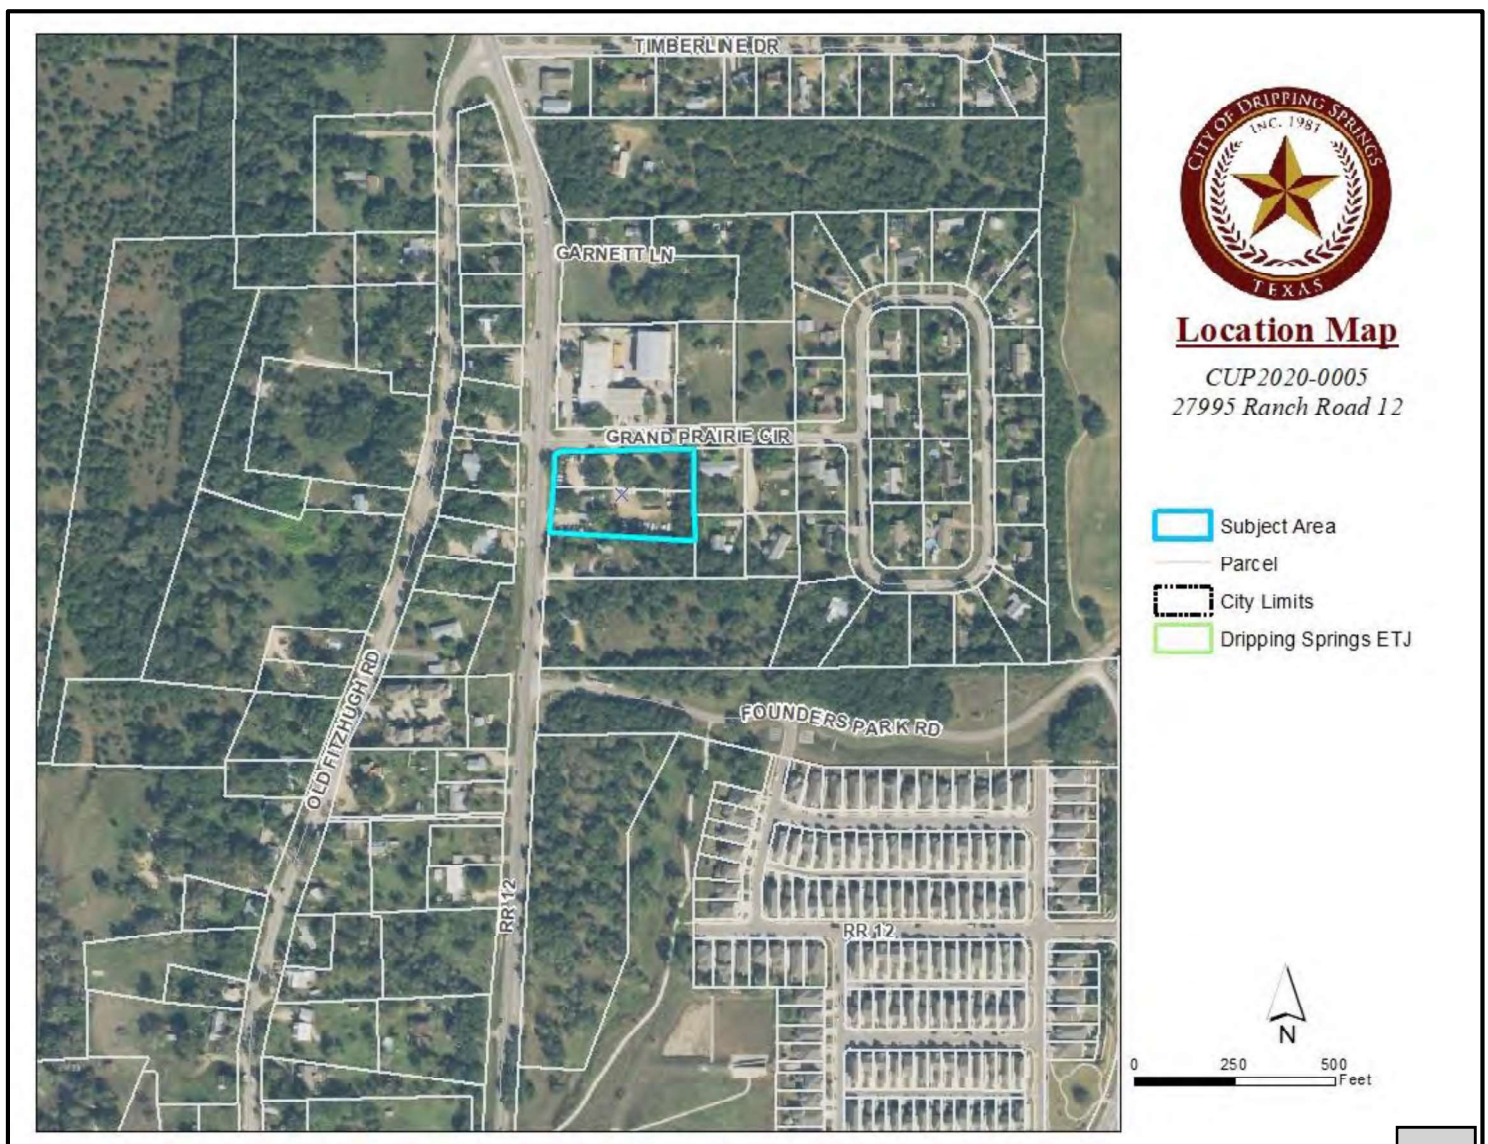 TIMBERLINE DR
GARNETT LN
GRAND PRAIRIE CIR
OLD FITZHUGH RD
FOUNDERS PARK RD
RR 12
RR 12
CITY OF DRIPPING SPRINGS
INC. 1981
TEXAS
Location Map
CUP2020-0005
27995 Ranch Road 12
Subject Area
Parcel
City Limits
Dripping Springs ETJ
N
0 250 500
Feet